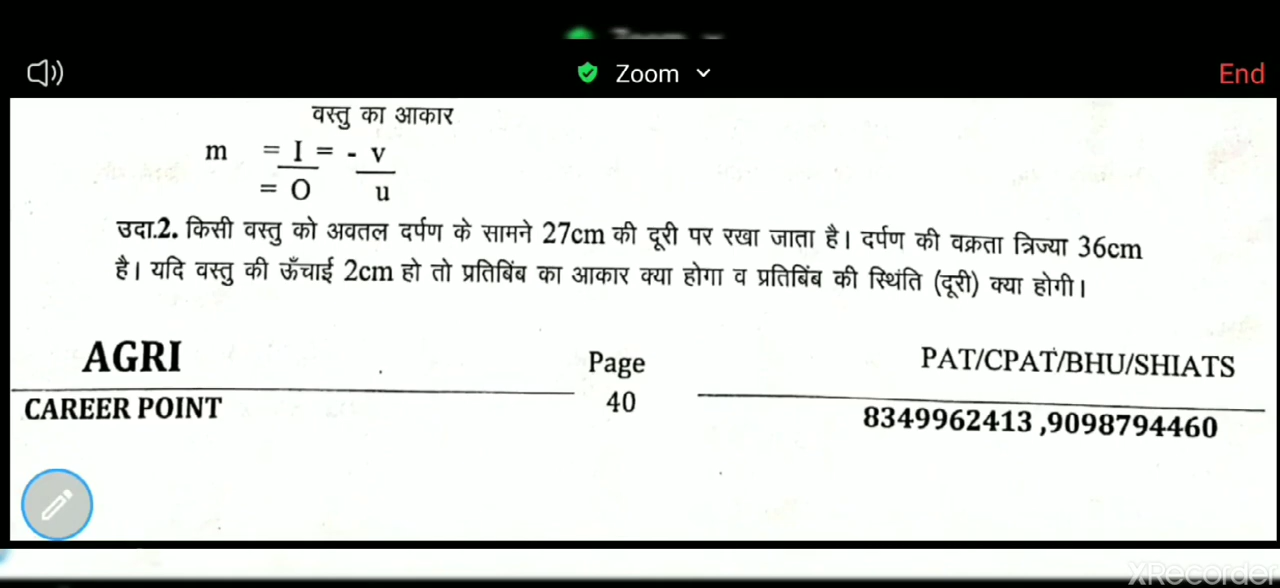 Zoom
End
वस्तु का आकार
m = I = - v
= O u
उदा.2. किसी वस्तु को अवतल दर्पण के सामने 27cm की दूरी पर रखा जाता है। दर्पण की वक्रता त्रिज्या 36cm
है। यदि वस्तु की ऊँचाई 2cm हो तो प्रतिबिंब का आकार क्या होगा व प्रतिबिंब की स्थिंति (दूरी) क्या होगी।
AGRI
CAREER POINT
Page
40
PAT/CPAT/BHU/SHIATS
8349962413 ,9098794460
XRecorder